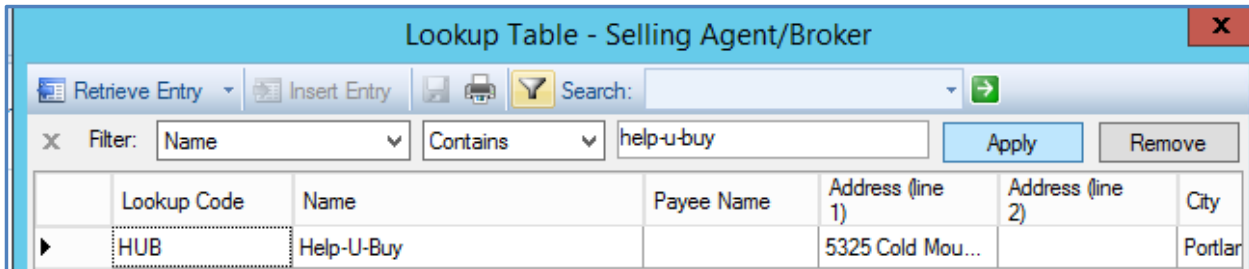 Lookup Table - Selling Agent/Broker
x
Retrieve Entry Insert Entry Search:
x Filter: Name Contains help-u-buy Apply Remove
Lookup Code Name Payee Name Address (line 1) Address (line 2) City
HUB Help-U-Buy 5325 Cold Mou... Portlan